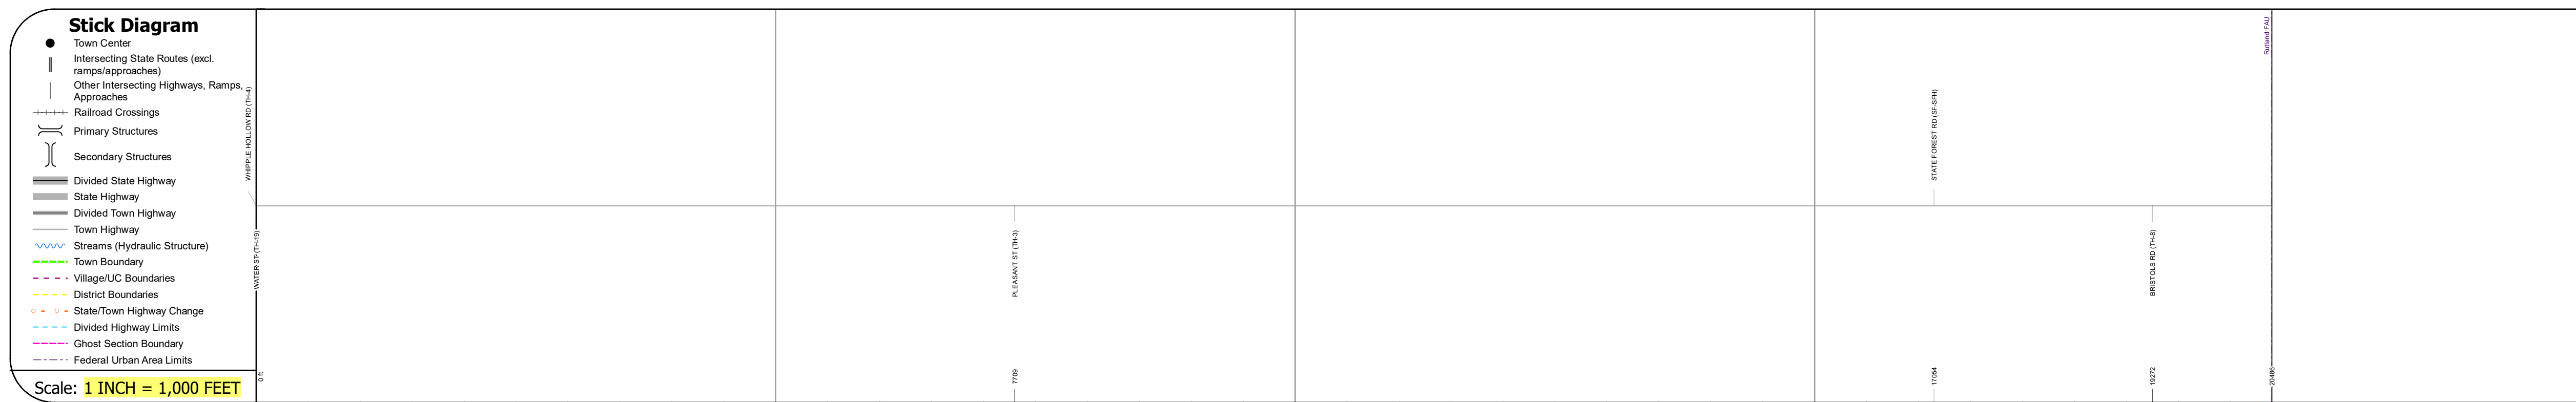 Stick Diagram
Town Center
Intersecting State Routes (excl.
ramps/approaches)
Other Intersecting Highways, Ramps,
Approaches
Railroad Crossings
Primary Structures
Secondary Structures
Divided State Highway
State Highway
Divided Town Highway
Town Highway
Streams (Hydraulic Structure)
Town Boundary
Village/UC Boundaries
District Boundaries
State/Town Highway Change
Divided Highway Limits
Ghost Section Boundary
Federal Urban Area Limits
Scale: 1 INCH = 1,000 FEET
WHIPPLE HOLLOW RD (TH-4)
WATER ST (TH-19)
0 ft
PLEASANT ST (TH-3)
7709
STATE FOREST RD (SF-SFH)
17054
BRISTOLS RD (TH-8)
19272
Rutland FAU
20486